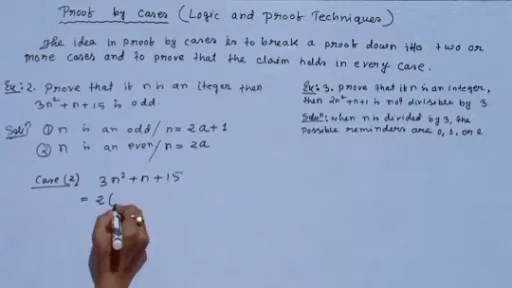 Proof by Cases (Logic and Proof Techniques)
The idea in proof by cases is to break a proof down into two or
more cases and to prove that the claim holds in every case.
Ex: 2. Prove that if n is an iteger then
3n² + n + 15 is odd
Solnⁿ: ① n is an odd / n = 2a + 1
② n is an even / n = 2a
Case (2) 3n² + n + 15
= 2 (
Ex: 3. Prove that if n is an integer,
then 2n² + n + 1 is not divisible by 3.
Solⁿ: When n is divided by 3, the
possible reminders are 0, 1, or 2